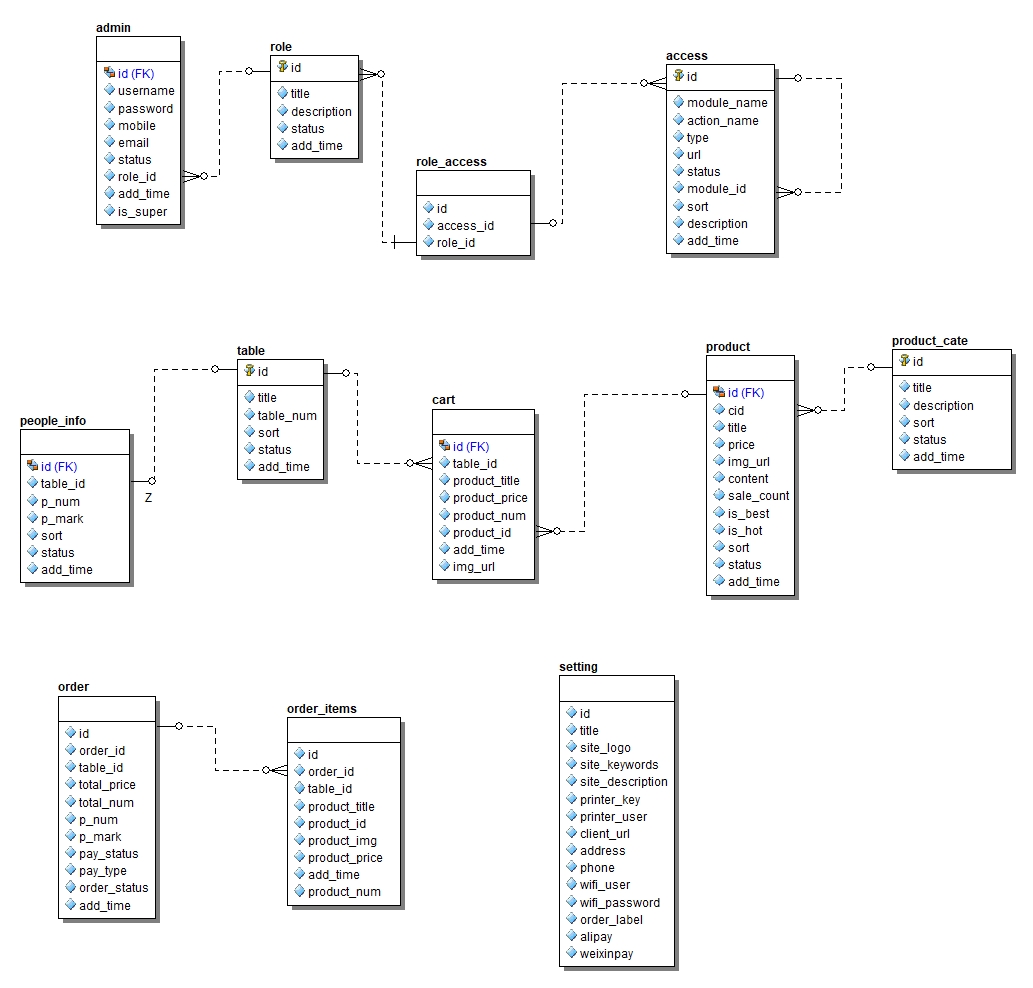 admin
id (FK)
username
password
mobile
email
status
role_id
add_time
is_super
role
id
title
description
status
add_time
role_access
id
access_id
role_id
access
id
module_name
action_name
type
url
status
module_id
sort
description
add_time
people_info
id (FK)
table_id
p_num
p_mark
sort
status
add_time
Z
table
id
title
table_num
sort
status
add_time
cart
id (FK)
table_id
product_title
product_price
product_num
product_id
add_time
img_url
product
id (FK)
cid
title
price
img_url
content
sale_count
is_best
is_hot
sort
status
add_time
product_cate
id
title
description
sort
status
add_time
order
id
order_id
table_id
total_price
total_num
p_num
p_mark
pay_status
pay_type
order_status
add_time
order_items
id
order_id
table_id
product_title
product_id
product_img
product_price
add_time
product_num
setting
id
title
site_logo
site_keywords
site_description
printer_key
printer_user
client_url
address
phone
wifi_user
wifi_password
order_label
alipay
weixinpay